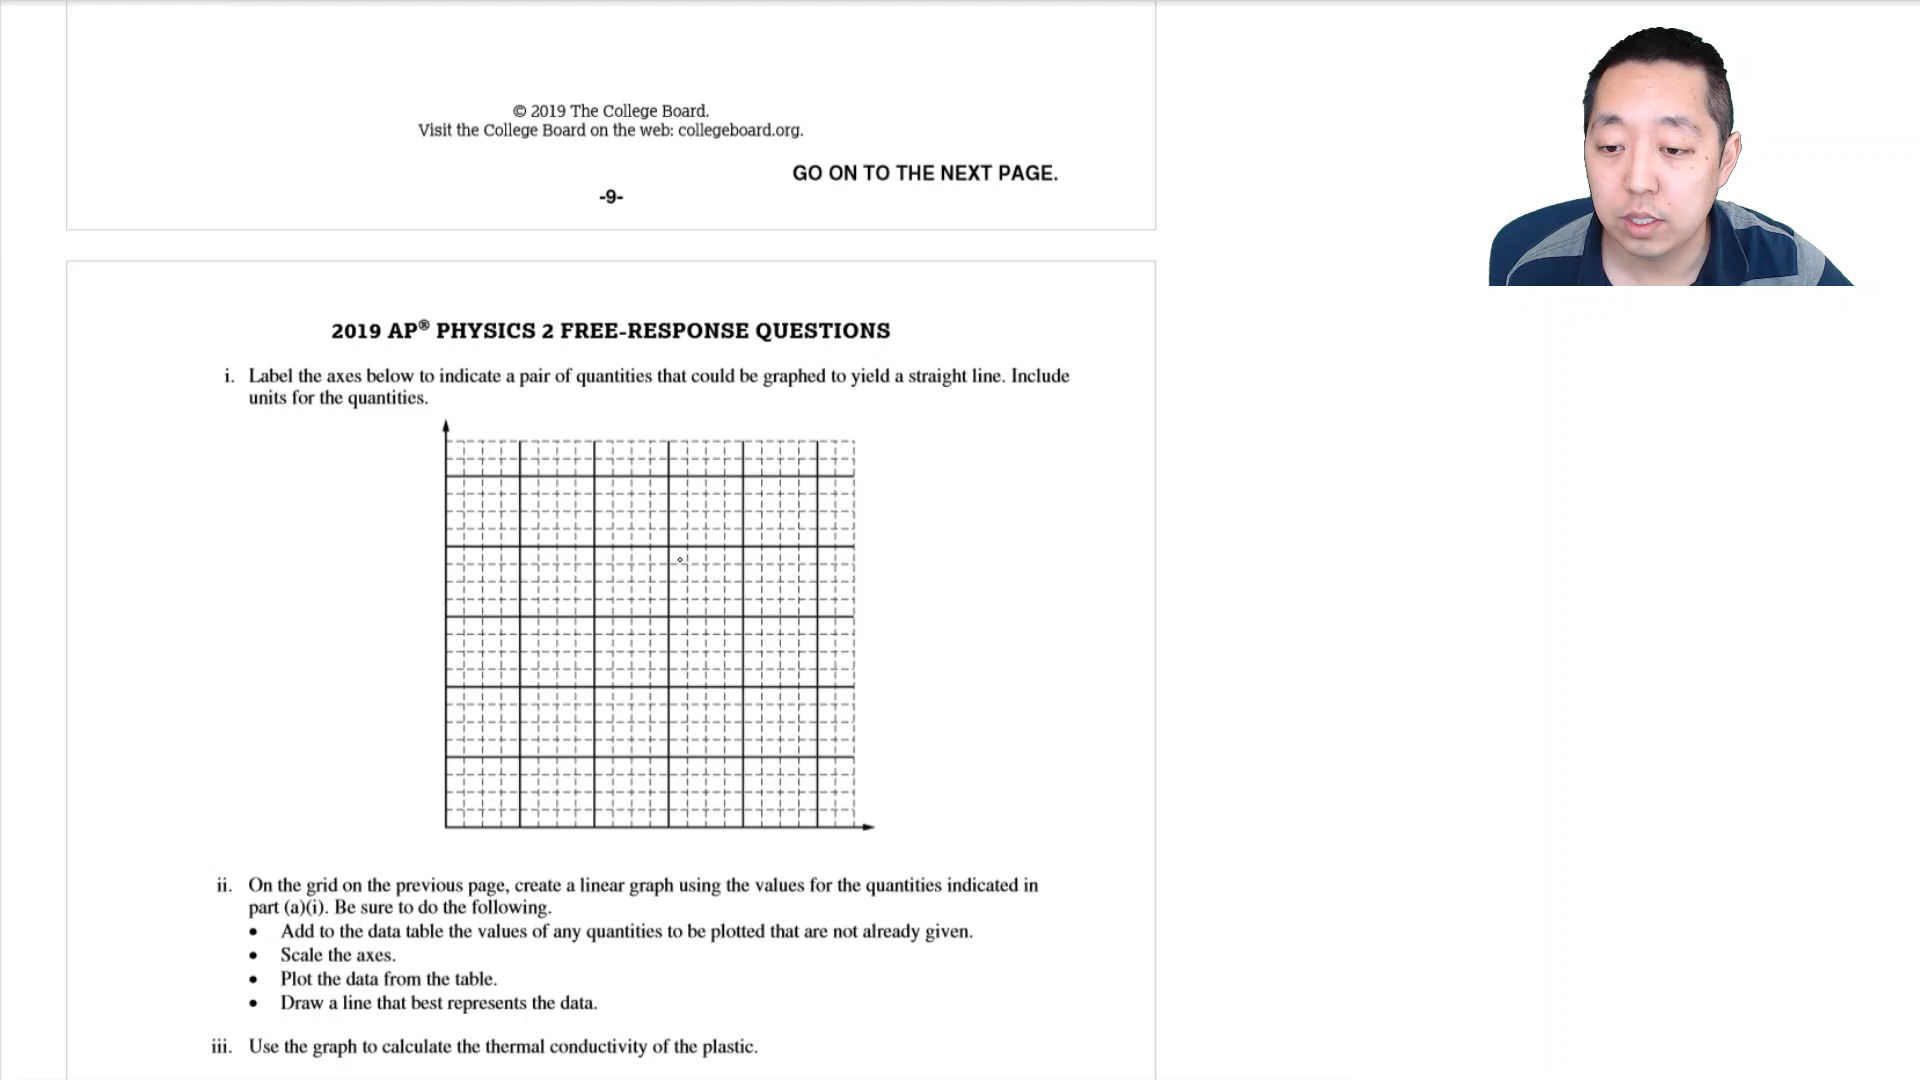 © 2019 The College Board.
Visit the College Board on the web: collegeboard.org.
GO ON TO THE NEXT PAGE.
-9-
2019 AP® PHYSICS 2 FREE-RESPONSE QUESTIONS
i. Label the axes below to indicate a pair of quantities that could be graphed to yield a straight line. Include
units for the quantities.
ii. On the grid on the previous page, create a linear graph using the values for the quantities indicated in
part (a)(i). Be sure to do the following.
• Add to the data table the values of any quantities to be plotted that are not already given.
• Scale the axes.
• Plot the data from the table.
• Draw a line that best represents the data.
iii. Use the graph to calculate the thermal conductivity of the plastic.